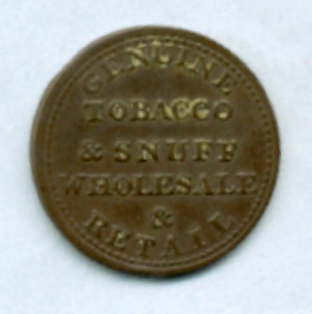 GENUINE
TOBACCO
& SNUFF
WHOLESALE
&
RETAIL